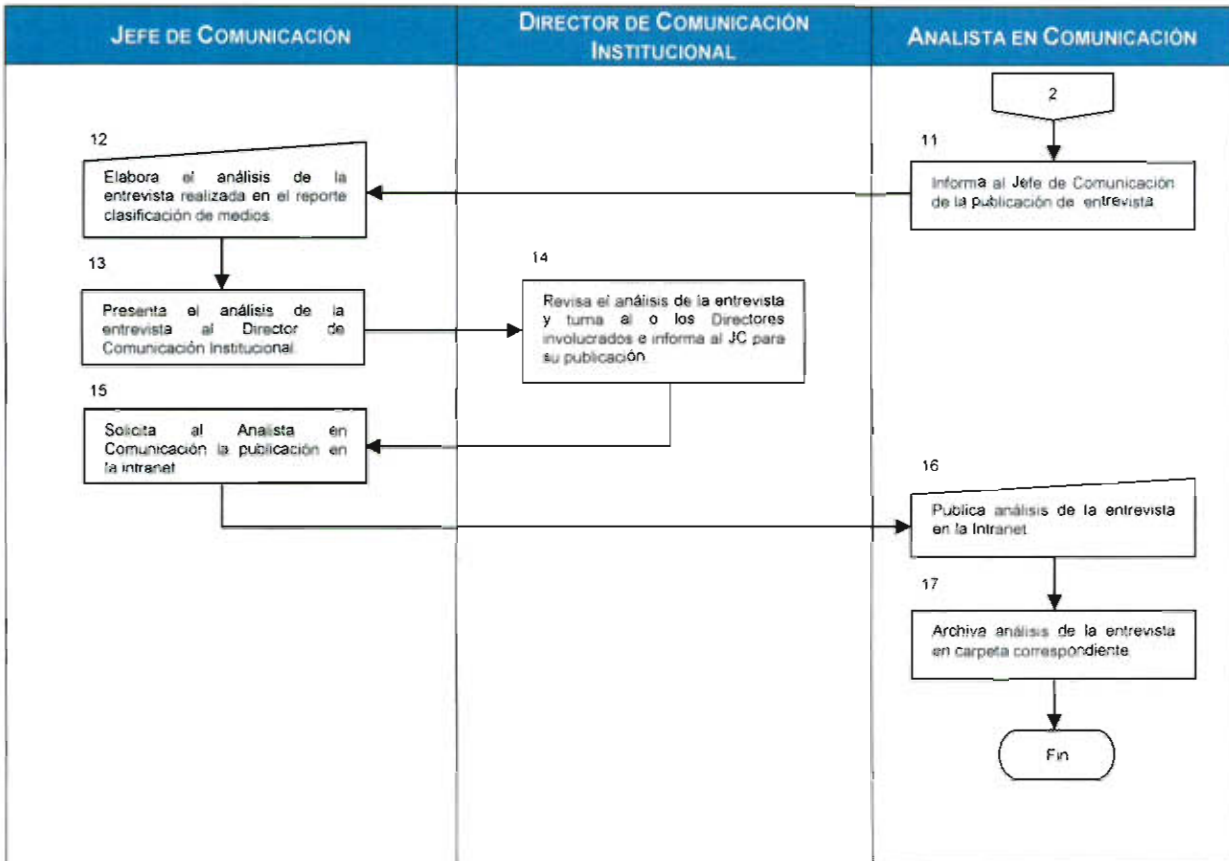 JEFE DE COMUNICACIÓN
DIRECTOR DE COMUNICACIÓN
INSTITUCIONAL
ANALISTA EN COMUNICACIÓN
2
11
Informa al Jefe de Comunicación
de la publicación de entrevista
12
Elabora el análisis de la
entrevista realizada en el reporte
clasificación de medios
13
Presenta el análisis de la
entrevista al Director de
Comunicación Institucional
14
Revisa el análisis de la entrevista
y turna al o los Directores
involucrados e informa al JC para
su publicación
15
Solicita al Analista en
Comunicación la publicación en
la intranet
16
Publica análisis de la entrevista
en la Intranet
17
Archiva análisis de la entrevista
en carpeta correspondiente
Fin